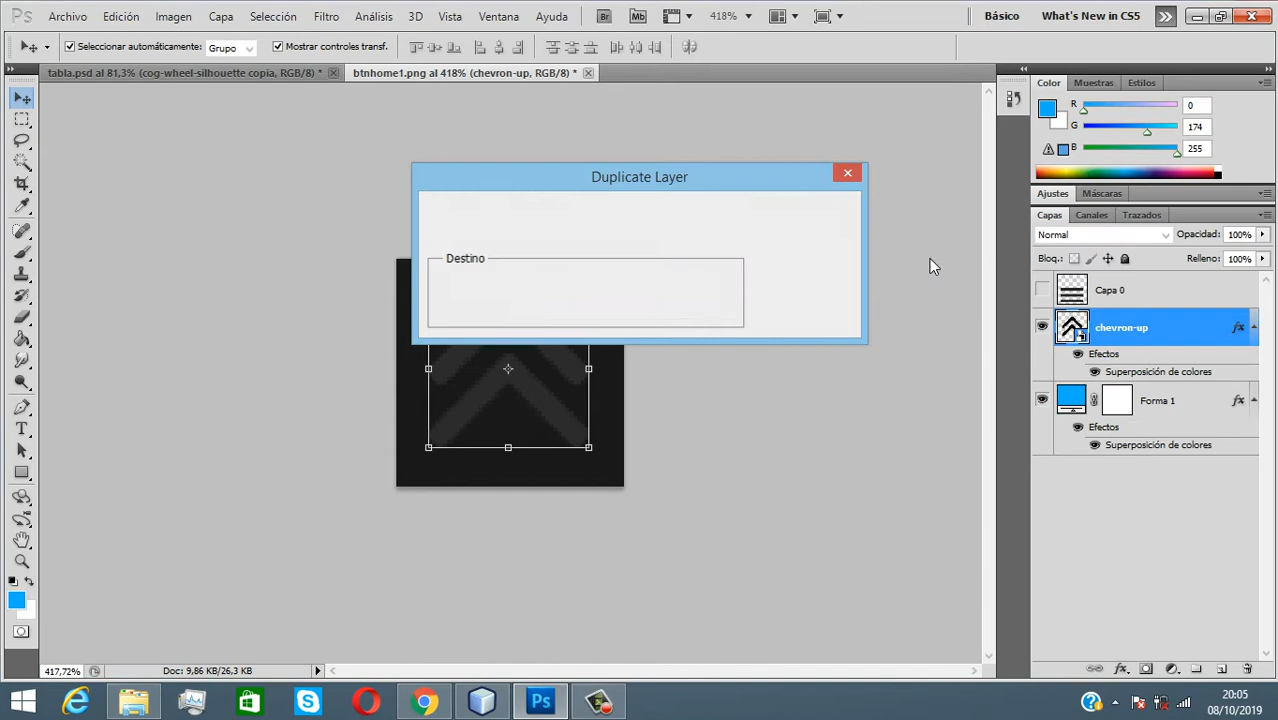 Ps Archivo Edición Imagen Capa Selección Filtro Análisis 3D Vista Ventana Ayuda Br Mb 418% Básico What's New in CS5
Seleccionar automáticamente: Grupo Mostrar controles transf.
tabla.psd al 81,3% (cog-wheel-silhouette copia, RGB/8) * btnhome1.png al 418% (chevron-up, RGB/8) *
Color Muestras Estilos
R 0
G 174
B 255
Duplicate Layer
Destino
Ajustes Máscaras
Capas Canales Trazados
Normal Opacidad: 100%
Bloq.: Relleno: 100%
Capa 0
chevron-up fx
Efectos
Superposición de colores
Forma 1 fx
Efectos
Superposición de colores
417,72% Doc: 9,86 KB/26,3 KB
Ps
20:05
08/10/2019